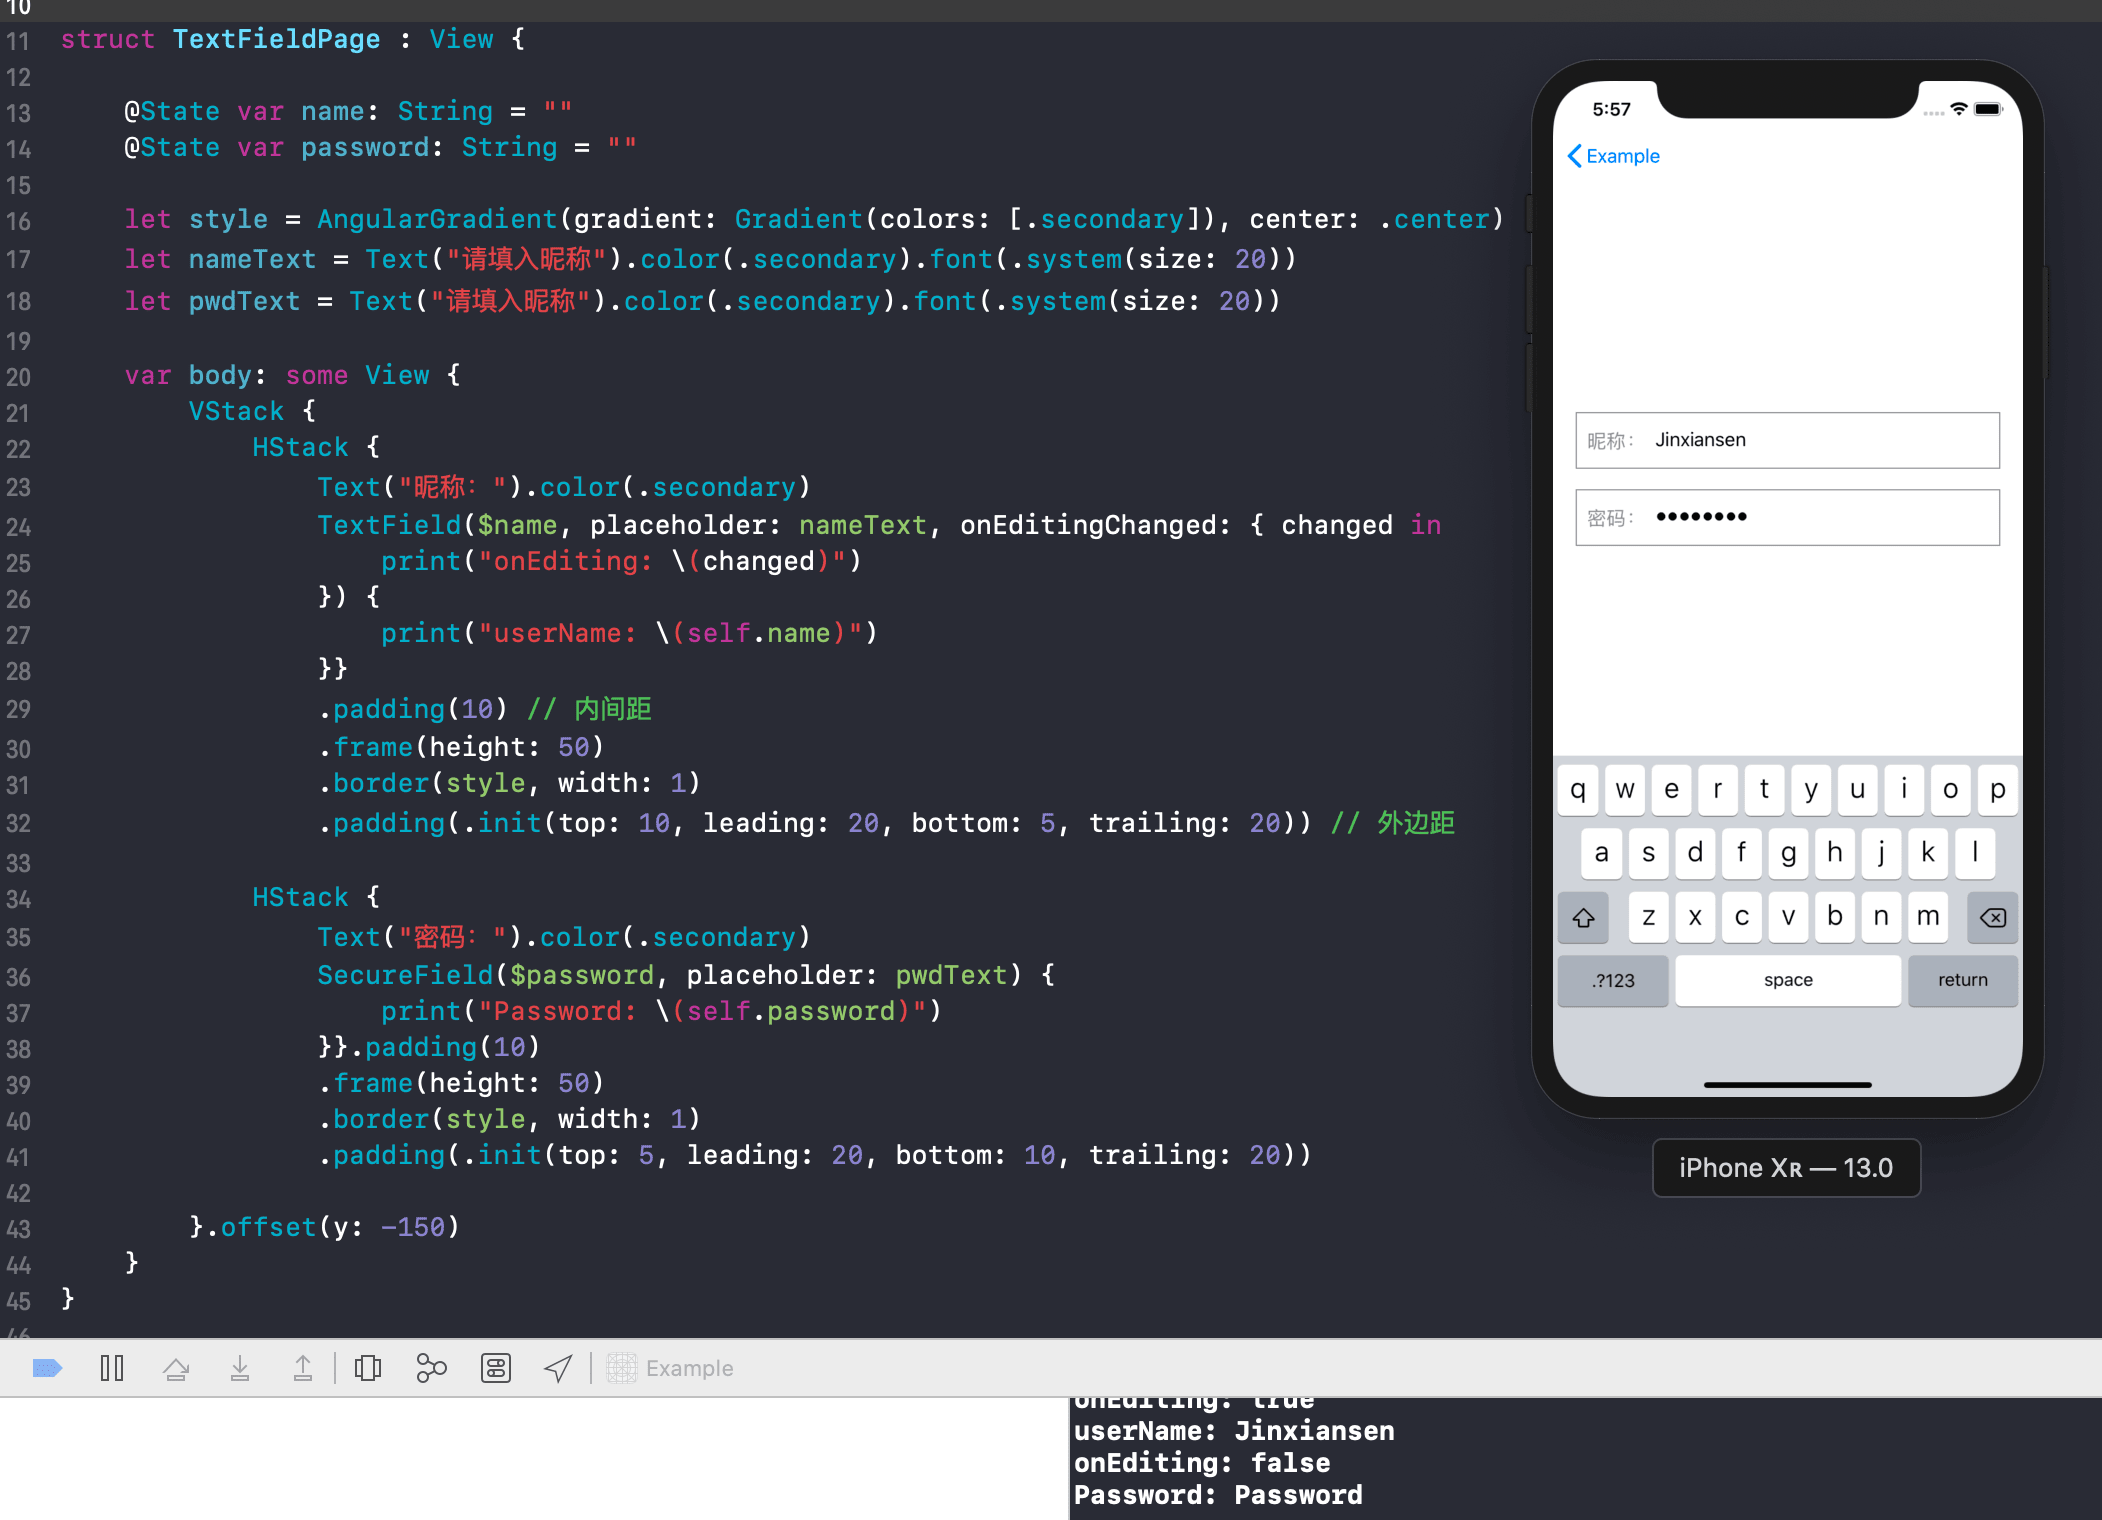 10
11 struct TextFieldPage : View {
12
13 @State var name: String = ""
14 @State var password: String = ""
15
16 let style = AngularGradient(gradient: Gradient(colors: [.secondary]), center: .center)
17 let nameText = Text("请填入昵称").color(.secondary).font(.system(size: 20))
18 let pwdText = Text("请填入昵称").color(.secondary).font(.system(size: 20))
19
20 var body: some View {
21 VStack {
22 HStack {
23 Text("昵称：").color(.secondary)
24 TextField($name, placeholder: nameText, onEditingChanged: { changed in
25 print("onEditing: \(changed)")
26 }) {
27 print("userName: \(self.name)")
28 }}
29 .padding(10) // 内间距
30 .frame(height: 50)
31 .border(style, width: 1)
32 .padding(.init(top: 10, leading: 20, bottom: 5, trailing: 20)) // 外边距
33
34 HStack {
35 Text("密码：").color(.secondary)
36 SecureField($password, placeholder: pwdText) {
37 print("Password: \(self.password)")
38 }}.padding(10)
39 .frame(height: 50)
40 .border(style, width: 1)
41 .padding(.init(top: 5, leading: 20, bottom: 10, trailing: 20))
42
43 }.offset(y: -150)
44 }
45 }
46
5:57
Example
昵称： Jinxiansen
密码： ••••••••
q w e r t y u i o p
a s d f g h j k l
z x c v b n m
.?123 space return
iPhone Xʀ — 13.0
Example
onEditing: true
userName: Jinxiansen
onEditing: false
Password: Password